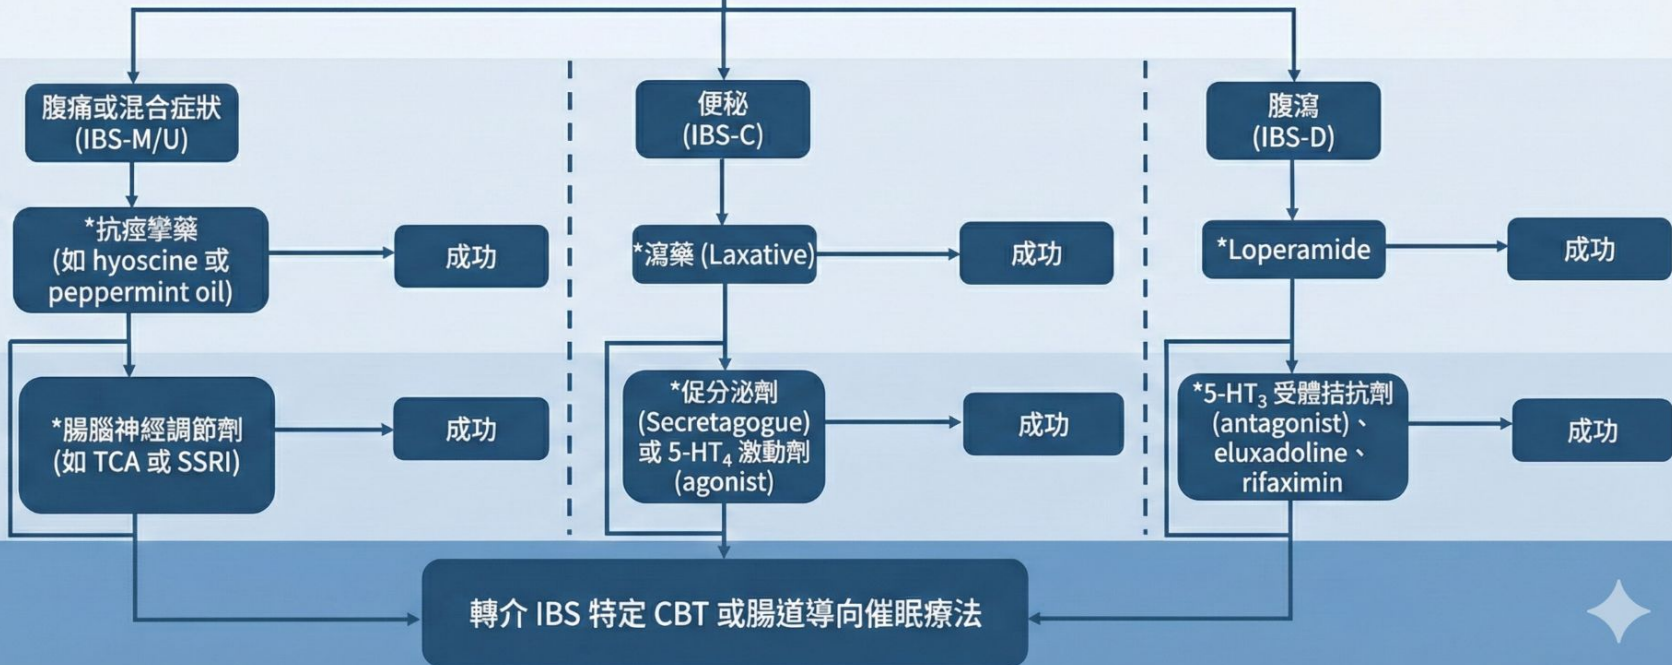 腹痛或混合症狀
(IBS-M/U)
便秘
(IBS-C)
腹瀉
(IBS-D)
*抗痙攣藥
(如 hyoscine 或
peppermint oil)
成功
*瀉藥 (Laxative)
成功
*Loperamide
成功
*腸腦神經調節劑
(如 TCA 或 SSRI)
成功
*促分泌劑
(Secretagogue)
或 5-HT₄ 激動劑
(agonist)
成功
*5-HT₃ 受體拮抗劑
(antagonist)、
eluxadoline、
rifaximin
成功
轉介 IBS 特定 CBT 或腸道導向催眠療法